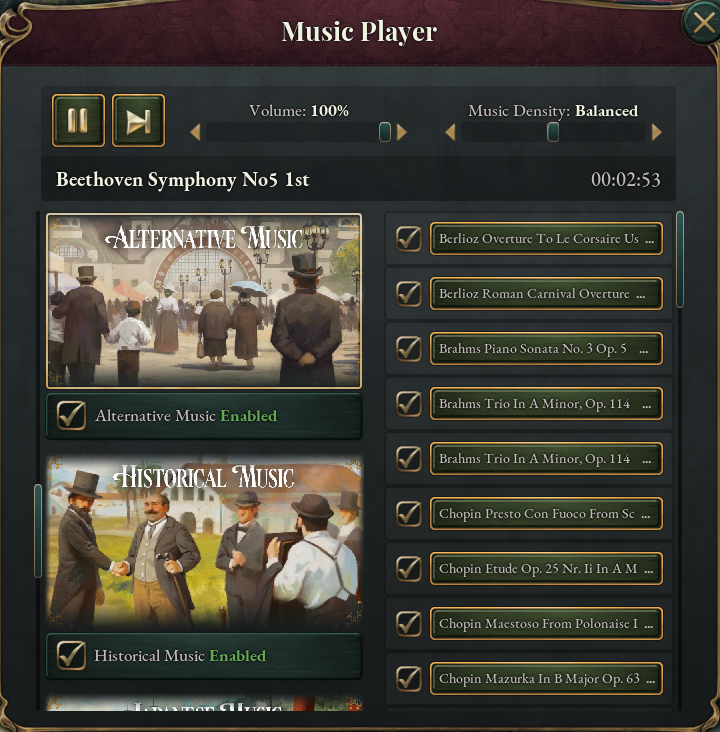 Music Player
Volume: 100%
Music Density: Balanced
Beethoven Symphony No5 1st
00:02:53
Alternative Music
Alternative Music Enabled
Historical Music
Historical Music Enabled
Japanese Music
Berlioz Overture To Le Corsaire Us ...
Berlioz Roman Carnival Overture ...
Brahms Piano Sonata No. 3 Op. 5 ...
Brahms Trio In A Minor, Op. 114 ...
Brahms Trio In A Minor, Op. 114 ...
Chopin Presto Con Fuoco From Sc ...
Chopin Etude Op. 25 Nr. Ii In A M ...
Chopin Maestoso From Polonaise I ...
Chopin Mazurka In B Major Op. 63 ...